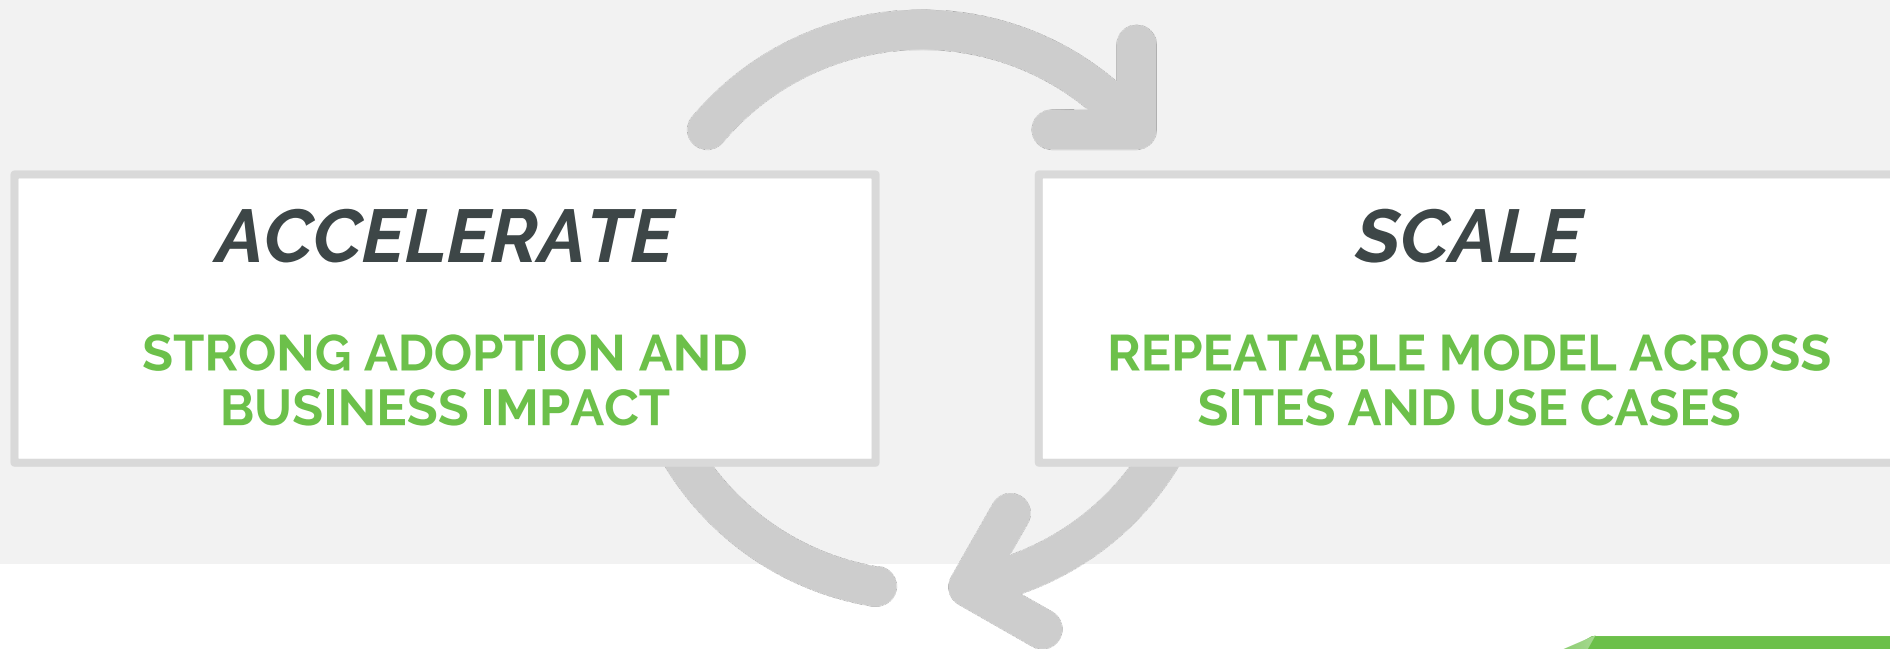 ACCELERATE
STRONG ADOPTION AND
BUSINESS IMPACT
SCALE
REPEATABLE MODEL ACROSS
SITES AND USE CASES